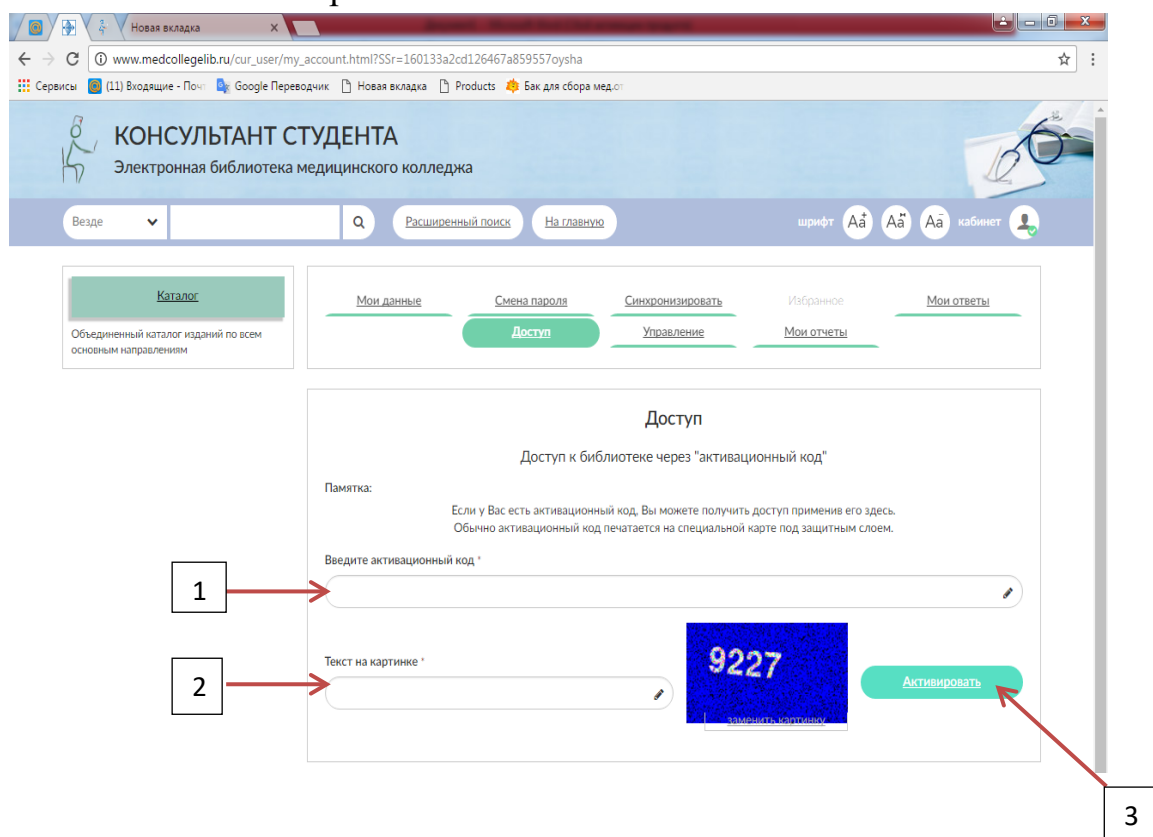 Новая вкладка
www.medcollegelib.ru/cur_user/my_account.html?SSr=160133a2cd126467a859557oysha
Сервисы (11) Входящие - Поч Google Переводчик Новая вкладка Products Бак для сбора мед.о
КОНСУЛЬТАНТ СТУДЕНТА
Электронная библиотека медицинского колледжа
Везде Расширенный поиск На главную шрифт Aa Aa Aa кабинет
Каталог
Объединенный каталог изданий по всем
основным направлениям
Мои данные Смена пароля Синхронизировать Избранное Мои ответы
Доступ Управление Мои отчеты
Доступ
Доступ к библиотеке через "активационный код"
Памятка:
Если у Вас есть активационный код, Вы можете получить доступ применив его здесь.
Обычно активационный код печатается на специальной карте под защитным слоем.
Введите активационный код *
1
Текст на картинке *
2
9227
заменить картинку
Активировать
3